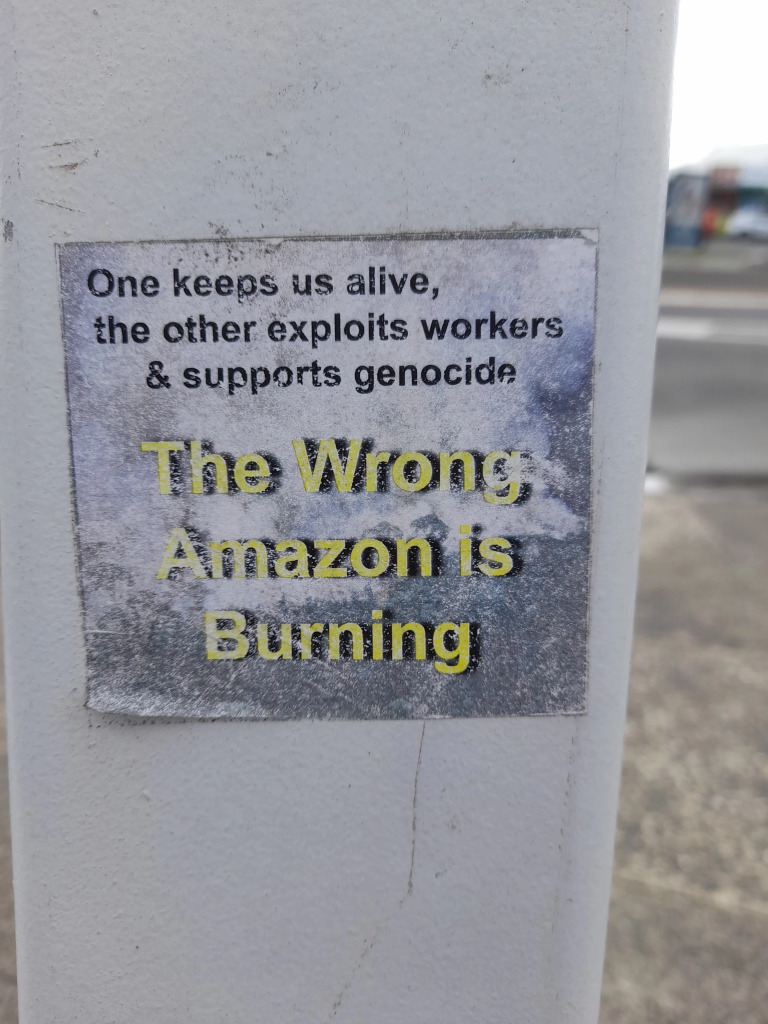 One keeps us alive,
the other exploits workers
& supports genocide
The Wrong
Amazon is
Burning